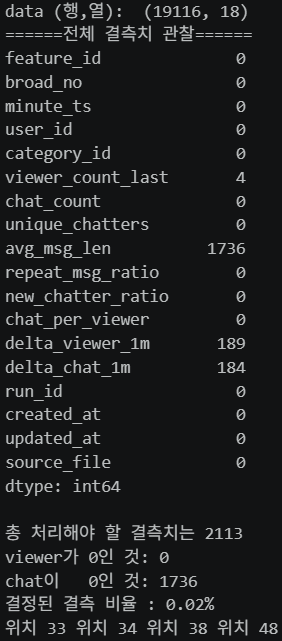 data (행,열):  (19116, 18)
======전체 결측치 관찰======
feature_id 0
broad_no 0
minute_ts 0
user_id 0
category_id 0
viewer_count_last 4
chat_count 0
unique_chatters 0
avg_msg_len 1736
repeat_msg_ratio 0
new_chatter_ratio 0
chat_per_viewer 0
delta_viewer_1m 189
delta_chat_1m 184
run_id 0
created_at 0
updated_at 0
source_file 0
dtype: int64
총 처리해야 할 결측치는 2113
viewer가 0인 것: 0
chat이   0인 것: 1736
결정된 결측 비율 : 0.02%
위치 33 위치 34 위치 38 위치 48